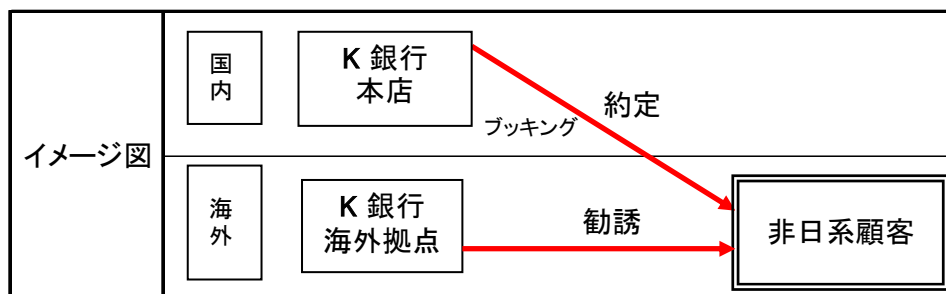 イメージ図
国内
K 銀行
本店
ブッキング
約定
海外
K 銀行
海外拠点
勧誘
非日系顧客